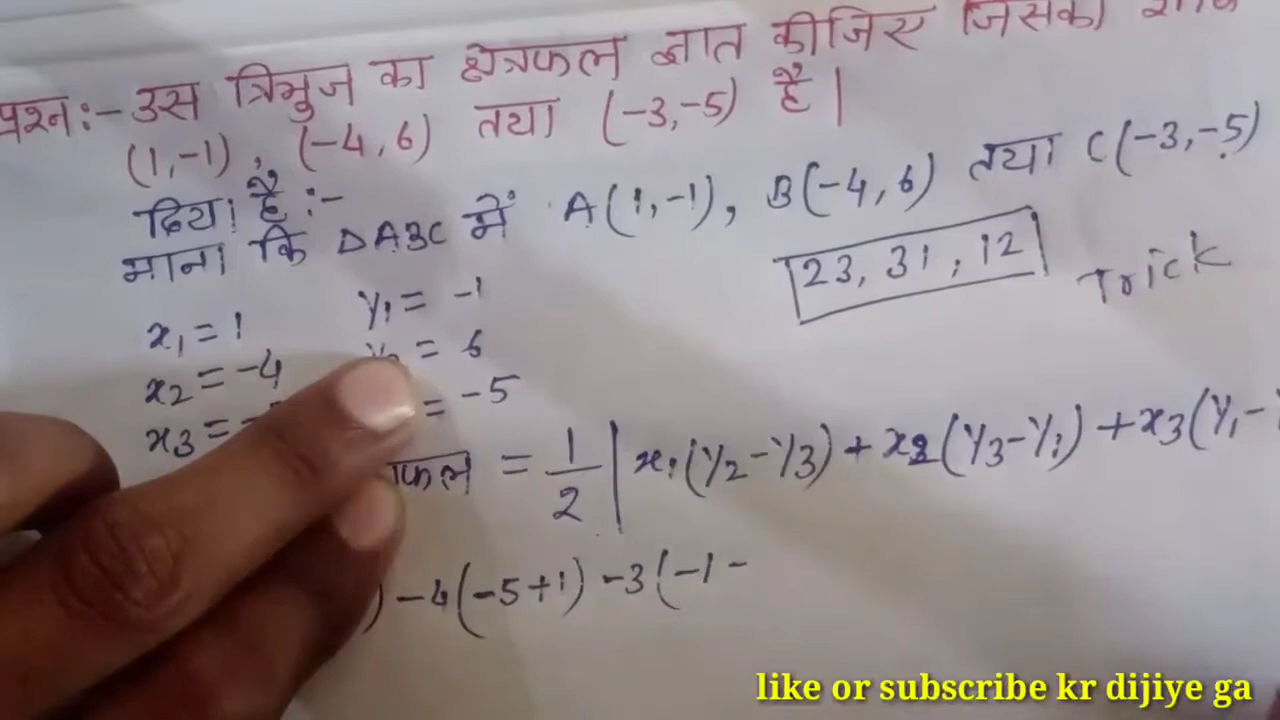 प्रश्न:- उस त्रिभुज का क्षेत्रफल ज्ञात कीजिए जिसका
(1,-1), (-4,6) तथा (-3,-5) है।
दिया है:-
माना कि ΔABC में A(1,-1), B(-4,6) तथा C(-3,-5)
23, 31, 12 Trick
x₁ = 1 y₁ = -1
x₂ = -4 = 6
x₃ = - = -5
= 1/2 | x₁(y₂-y₃) + x₂(y₃-y₁) + x₃(y₁-
) -4(-5+1) -3(-1 -
like or subscribe kr dijiye ga